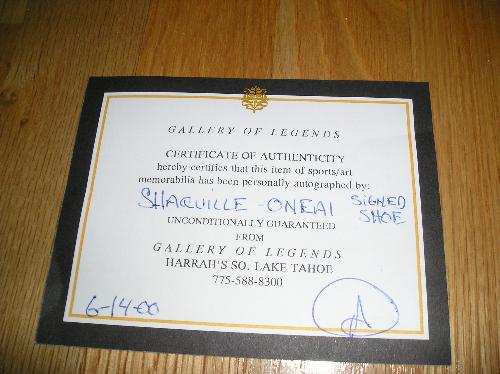 GALLERY OF LEGENDS
CERTIFICATE OF AUTHENTICITY
hereby certifies that this item of sports/art
memorabilia has been personally autographed by:
SHAQUILLE - ONEAl SIGNED SHOE
UNCONDITIONALLY GUARANTEED
FROM
GALLERY OF LEGENDS
HARRAH'S SO. LAKE TAHOE
775-588-8300
6-14-00
A